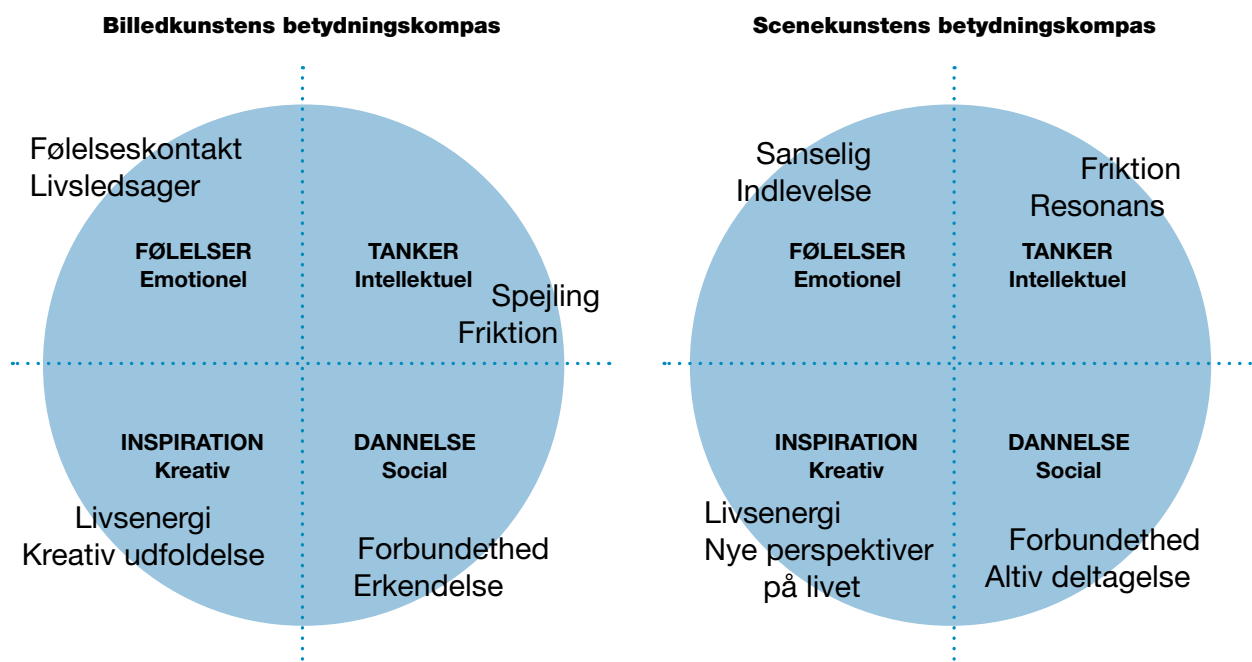 Billedkunstens betydningskompas
Følelseskontakt
Livsledsager
FØLELSER
Emotionel
TANKER
Intellektuel
Spejling
Friktion
INSPIRATION
Kreativ
DANNELSE
Social
Livsenergi
Kreativ udfoldelse
Forbundethed
Erkendelse
Scenekunstens betydningskompas
Sanselig
Indlevelse
Friktion
Resonans
FØLELSER
Emotionel
TANKER
Intellektuel
INSPIRATION
Kreativ
DANNELSE
Social
Livsenergi
Nye perspektiver
på livet
Forbundethed
Altiv deltagelse